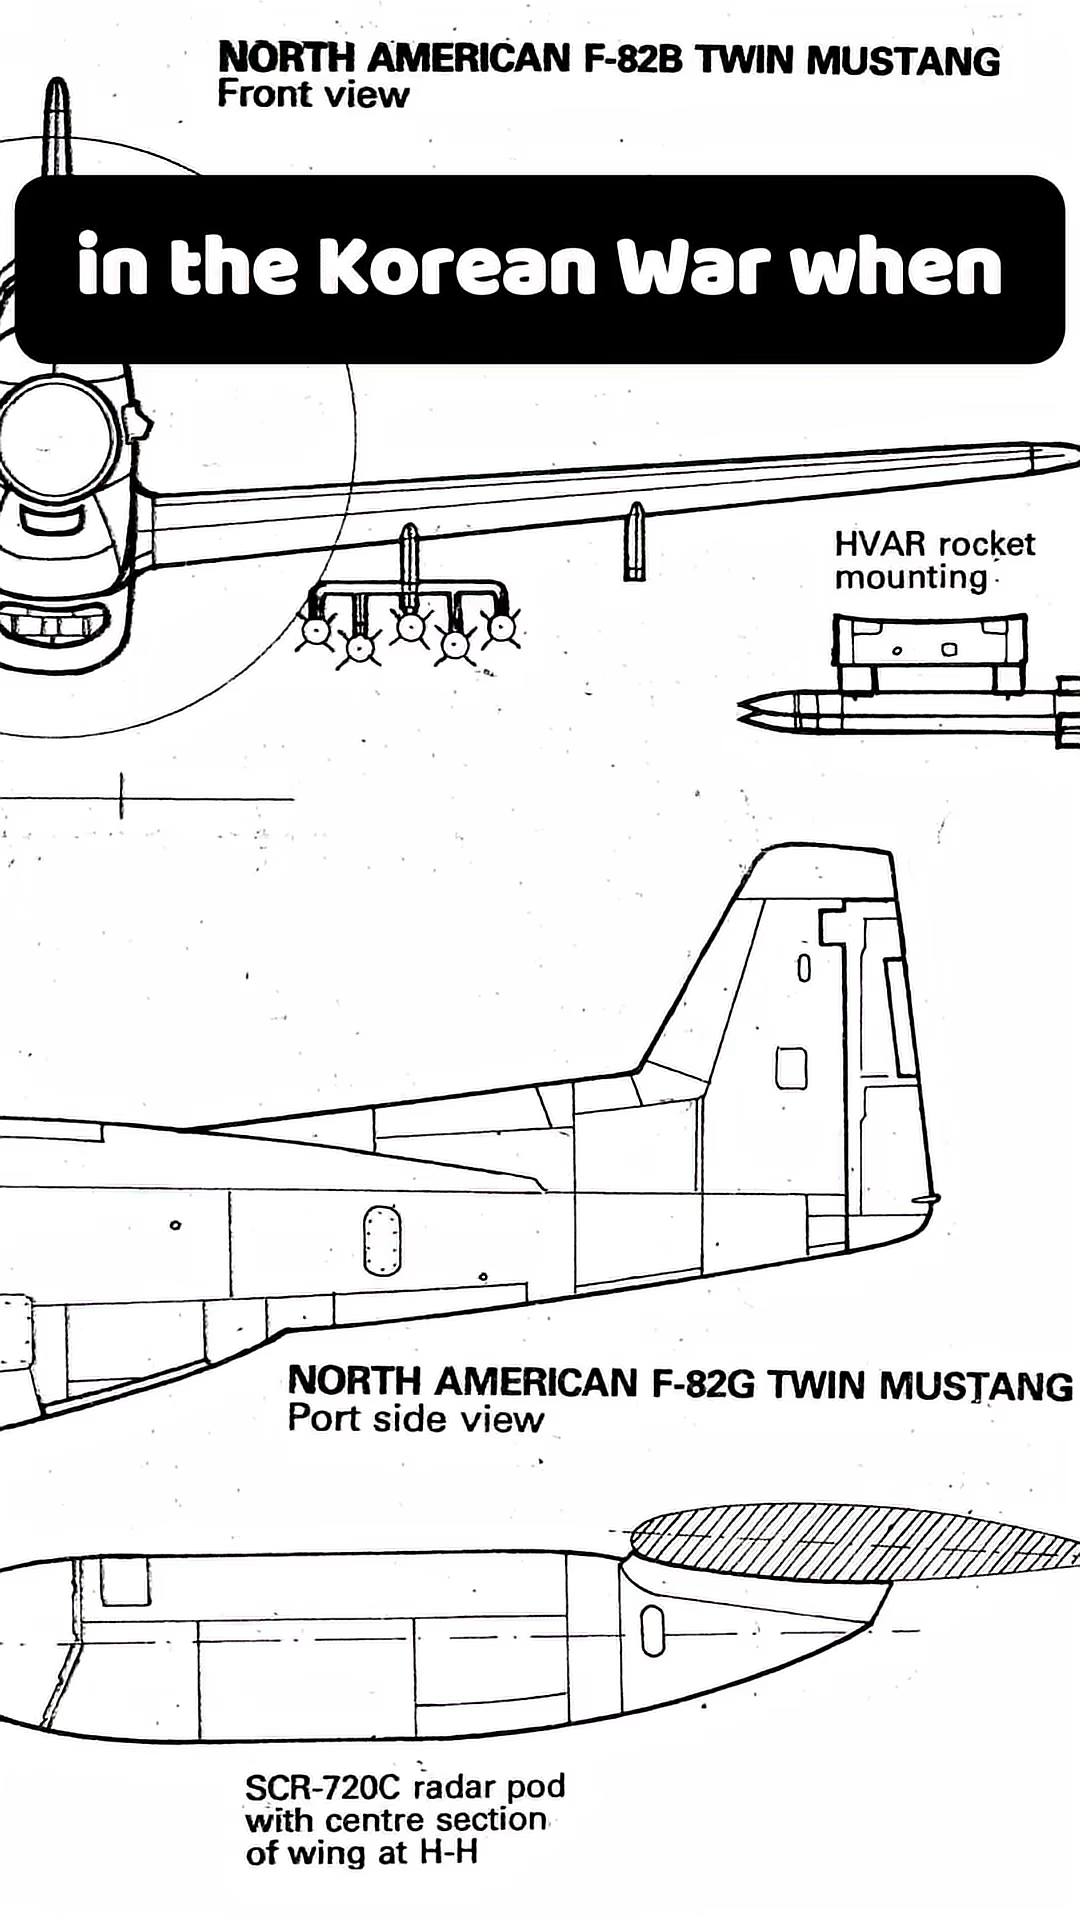 NORTH AMERICAN F-82B TWIN MUSTANG
Front view
in the Korean War when
HVAR rocket
mounting
NORTH AMERICAN F-82G TWIN MUSTANG
Port side view
SCR-720C radar pod
with centre section
of wing at H-H